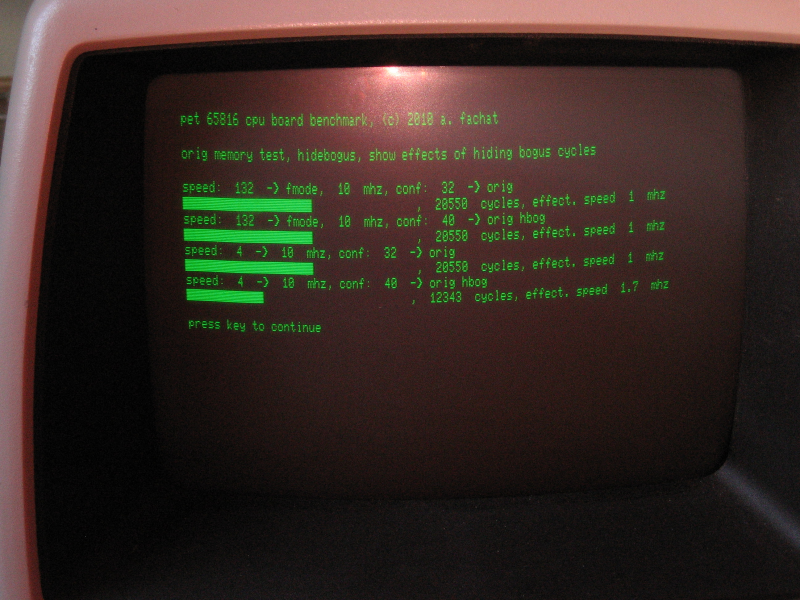 pet 65816 cpu board benchmark, (c) 2010 a. fachat
orig memory test, hidebogus, show effects of hiding bogus cycles
speed: 132 -> fmode, 10 mhz, conf: 32 -> orig
, 20550 cycles, effect. speed 1 mhz
speed: 132 -> fmode, 10 mhz, conf: 40 -> orig hbog
, 20550 cycles, effect. speed 1 mhz
speed: 4 -> 10 mhz, conf: 32 -> orig
, 20550 cycles, effect. speed 1 mhz
speed: 4 -> 10 mhz, conf: 40 -> orig hbog
, 12343 cycles, effect. speed 1.7 mhz
press key to continue